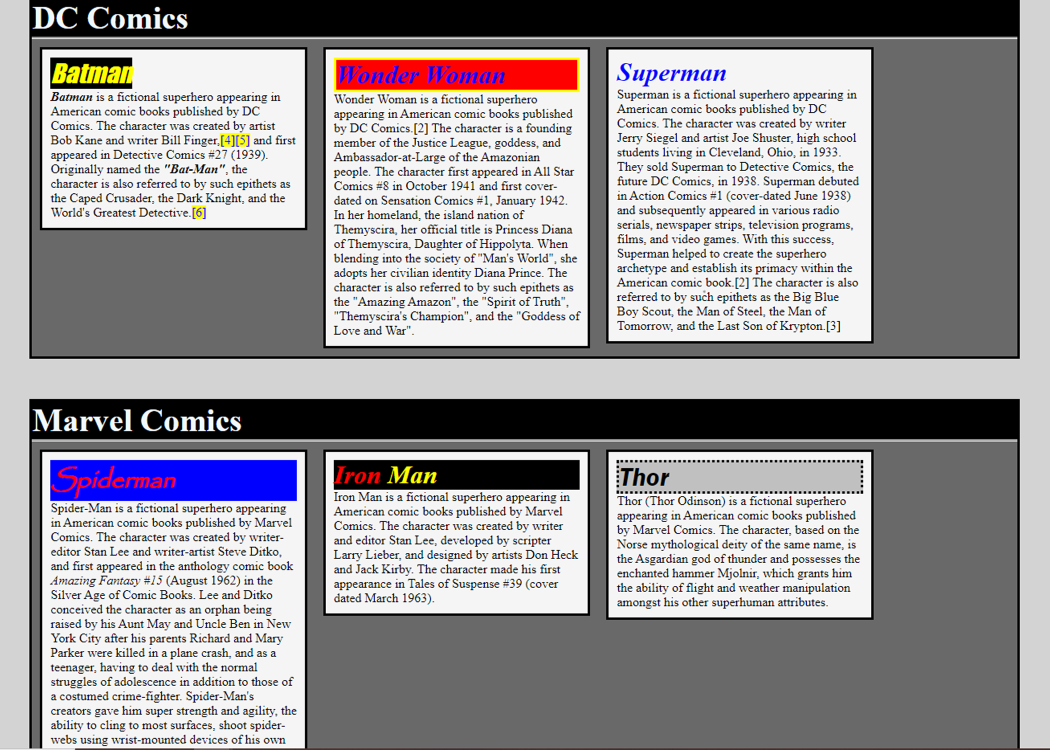 DC Comics
Batman
Batman is a fictional superhero appearing in
American comic books published by DC
Comics. The character was created by artist
Bob Kane and writer Bill Finger,[4][5] and first
appeared in Detective Comics #27 (1939).
Originally named the "Bat-Man", the
character is also referred to by such epithets as
the Caped Crusader, the Dark Knight, and the
World's Greatest Detective.[6]
Wonder Woman
Wonder Woman is a fictional superhero
appearing in American comic books published
by DC Comics.[2] The character is a founding
member of the Justice League, goddess, and
Ambassador-at-Large of the Amazonian
people. The character first appeared in All Star
Comics #8 in October 1941 and first cover-
dated on Sensation Comics #1, January 1942.
In her homeland, the island nation of
Themyscira, her official title is Princess Diana
of Themyscira, Daughter of Hippolyta. When
blending into the society of "Man's World", she
adopts her civilian identity Diana Prince. The
character is also referred to by such epithets as
the "Amazing Amazon", the "Spirit of Truth",
"Themyscira's Champion", and the "Goddess of
Love and War".
Superman
Superman is a fictional superhero appearing in
American comic books published by DC
Comics. The character was created by writer
Jerry Siegel and artist Joe Shuster, high school
students living in Cleveland, Ohio, in 1933.
They sold Superman to Detective Comics, the
future DC Comics, in 1938. Superman debuted
in Action Comics #1 (cover-dated June 1938)
and subsequently appeared in various radio
serials, newspaper strips, television programs,
films, and video games. With this success,
Superman helped to create the superhero
archetype and establish its primacy within the
American comic book.[2] The character is also
referred to by such epithets as the Big Blue
Boy Scout, the Man of Steel, the Man of
Tomorrow, and the Last Son of Krypton.[3]
Marvel Comics
Spiderman
Spider-Man is a fictional superhero appearing
in American comic books published by Marvel
Comics. The character was created by writer-
editor Stan Lee and writer-artist Steve Ditko,
and first appeared in the anthology comic book
Amazing Fantasy #15 (August 1962) in the
Silver Age of Comic Books. Lee and Ditko
conceived the character as an orphan being
raised by his Aunt May and Uncle Ben in New
York City after his parents Richard and Mary
Parker were killed in a plane crash, and as a
teenager, having to deal with the normal
struggles of adolescence in addition to those of
a costumed crime-fighter. Spider-Man's
creators gave him super strength and agility, the
ability to cling to most surfaces, shoot spider-
webs using wrist-mounted devices of his own
Iron Man
Iron Man is a fictional superhero appearing in
American comic books published by Marvel
Comics. The character was created by writer
and editor Stan Lee, developed by scripter
Larry Lieber, and designed by artists Don Heck
and Jack Kirby. The character made his first
appearance in Tales of Suspense #39 (cover
dated March 1963).
Thor
Thor (Thor Odinson) is a fictional superhero
appearing in American comic books published
by Marvel Comics. The character, based on the
Norse mythological deity of the same name, is
the Asgardian god of thunder and possesses the
enchanted hammer Mjolnir, which grants him
the ability of flight and weather manipulation
amongst his other superhuman attributes.